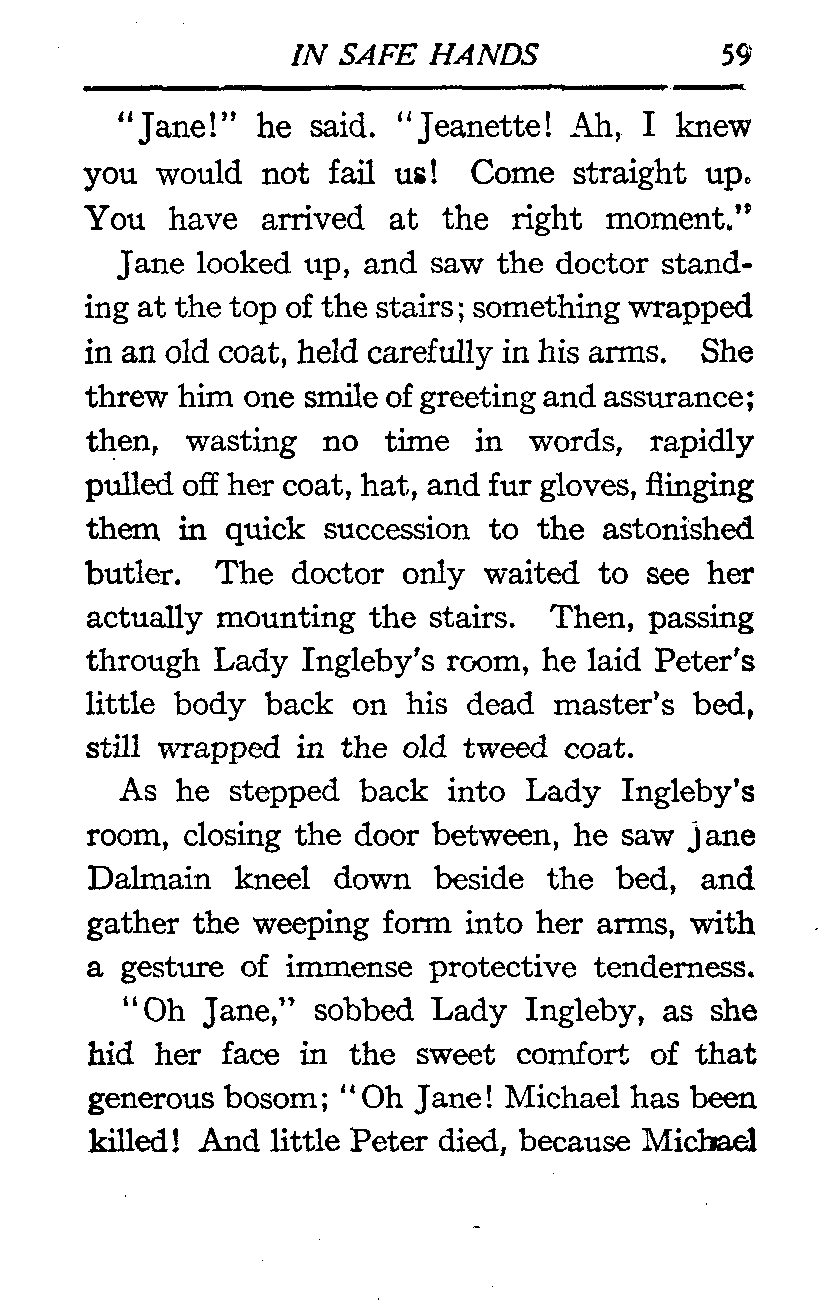 IN SAFE HANDS 59
"Jane!" he said. "Jeanette! Ah, I knew
you would not fail us! Come straight up.
You have arrived at the right moment."
Jane looked up, and saw the doctor stand-
ing at the top of the stairs; something wrapped
in an old coat, held carefully in his arms. She
threw him one smile of greeting and assurance;
then, wasting no time in words, rapidly
pulled off her coat, hat, and fur gloves, flinging
them in quick succession to the astonished
butler. The doctor only waited to see her
actually mounting the stairs. Then, passing
through Lady Ingleby's room, he laid Peter's
little body back on his dead master's bed,
still wrapped in the old tweed coat.
As he stepped back into Lady Ingleby's
room, closing the door between, he saw Jane
Dalmain kneel down beside the bed, and
gather the weeping form into her arms, with
a gesture of immense protective tenderness.
"Oh Jane," sobbed Lady Ingleby, as she
hid her face in the sweet comfort of that
generous bosom; "Oh Jane! Michael has been
killed! And little Peter died, because Michael